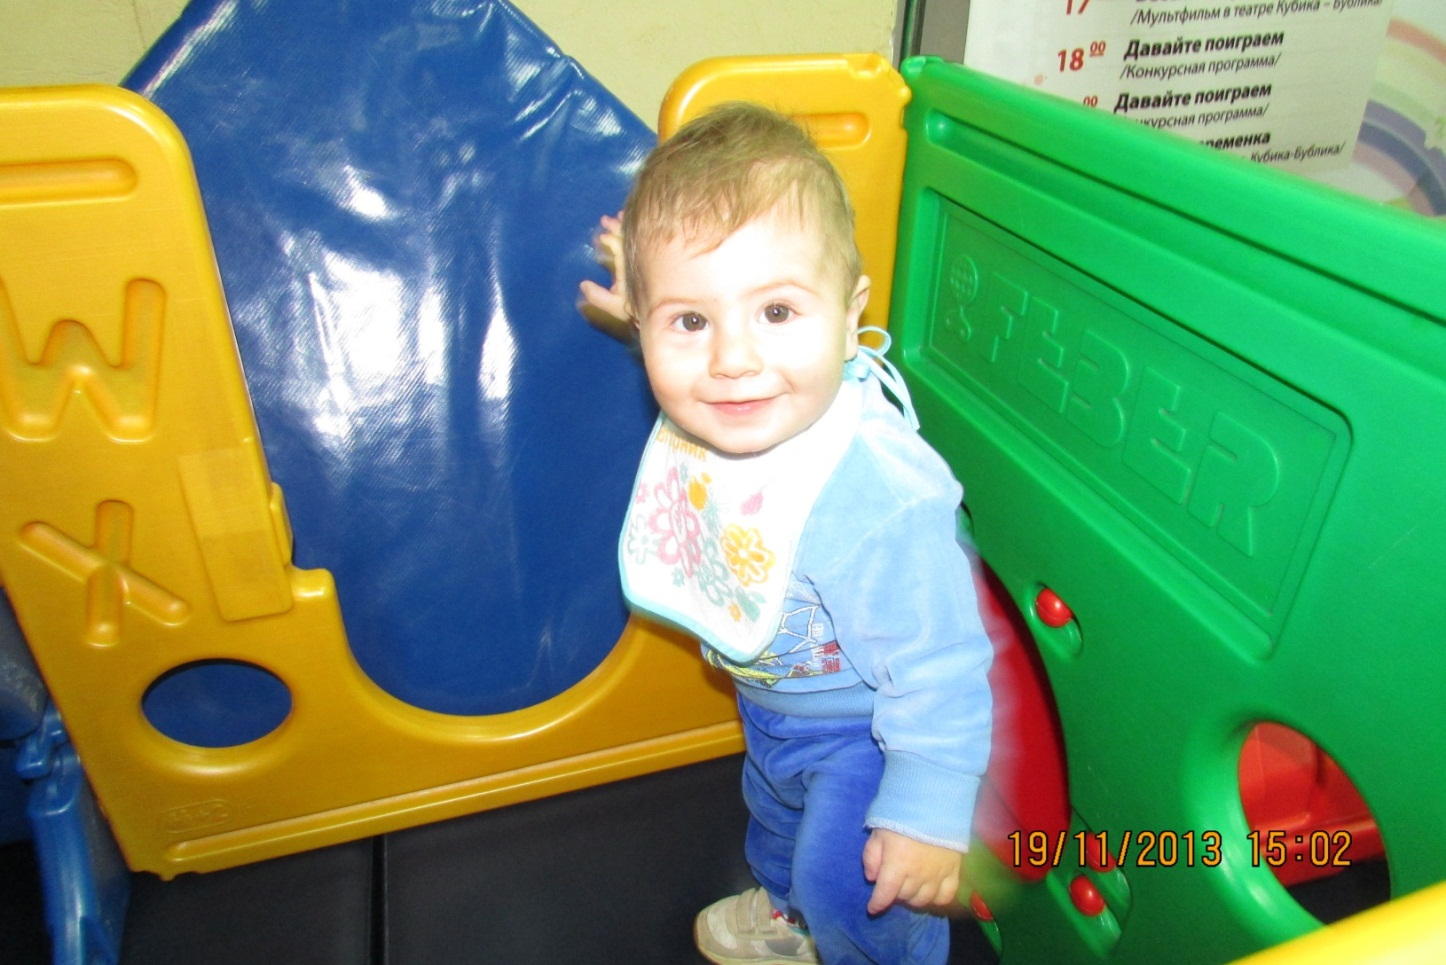 17
/Мультфильм в театре Кубика – Бублика/
18 00 Давайте поиграем
/Конкурсная программа/
00 Давайте поиграем
конкурсная программа/
ременка
Кубика-Бублика/
FEBER
W
X
19/11/2013 15:02